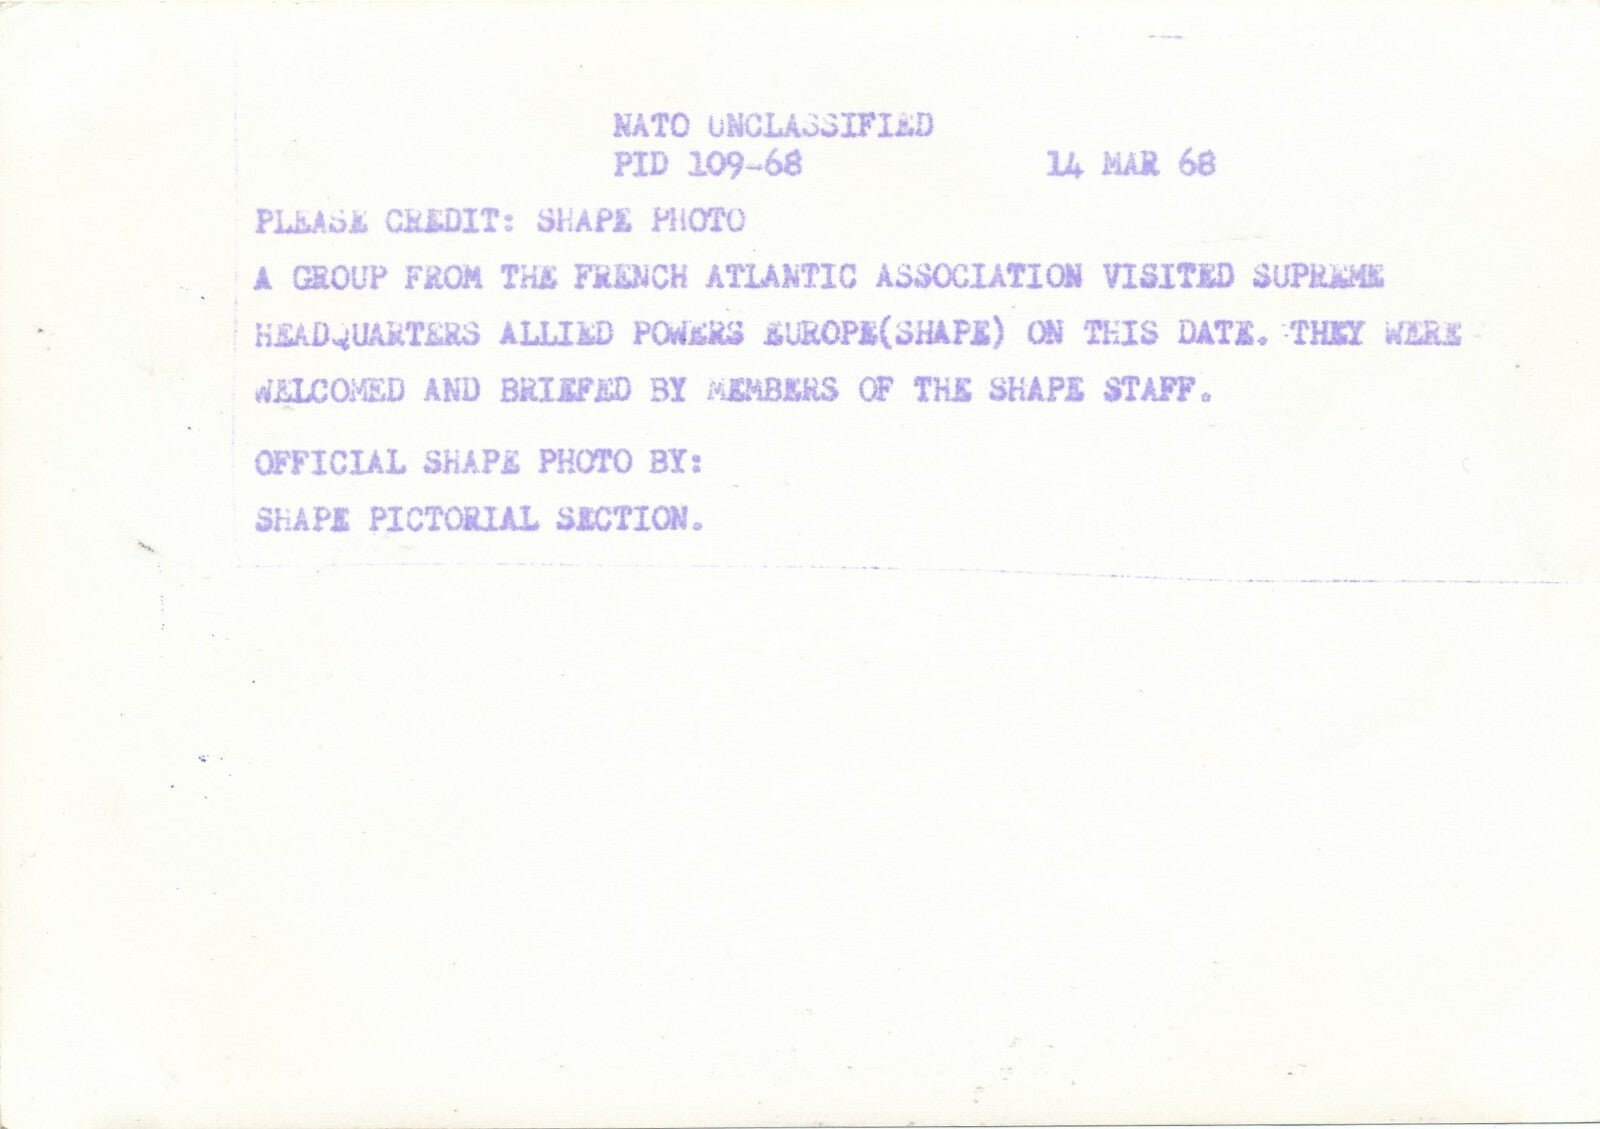 NATO UNCLASSIFIED
PID 109-68 14 MAR 68
PLEASE CREDIT: SHAPE PHOTO
A GROUP FROM THE FRENCH ATLANTIC ASSOCIATION VISITED SUPREME
HEADQUARTERS ALLIED POWERS EUROPE(SHAPE) ON THIS DATE. THEY WERE
WELCOMED AND BRIEFED BY MEMBERS OF THE SHAPE STAFF.
OFFICIAL SHAPE PHOTO BY:
SHAPE PICTORIAL SECTION.